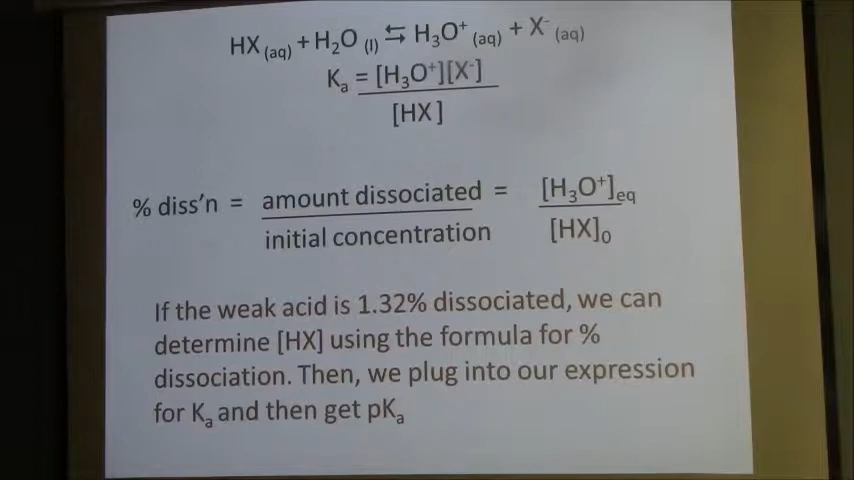 HX (aq) + H₂O (l) ⇆ H₃O⁺ (aq) + X⁻ (aq)
Kₐ = [H₃O⁺][X⁻]
[HX]
% diss'n = amount dissociated = [H₃O⁺]eq
initial concentration [HX]₀
If the weak acid is 1.32% dissociated, we can
determine [HX] using the formula for %
dissociation. Then, we plug into our expression
for Kₐ and then get pKₐ